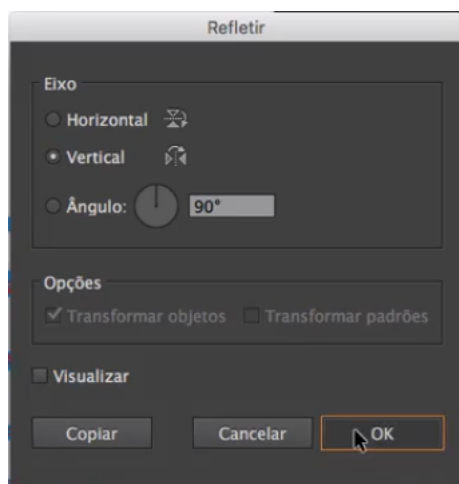 Refletir
Eixo
Horizontal
Vertical
Ângulo: 90°
Opções
Transformar objetos Transformar padrões
Visualizar
Copiar Cancelar OK